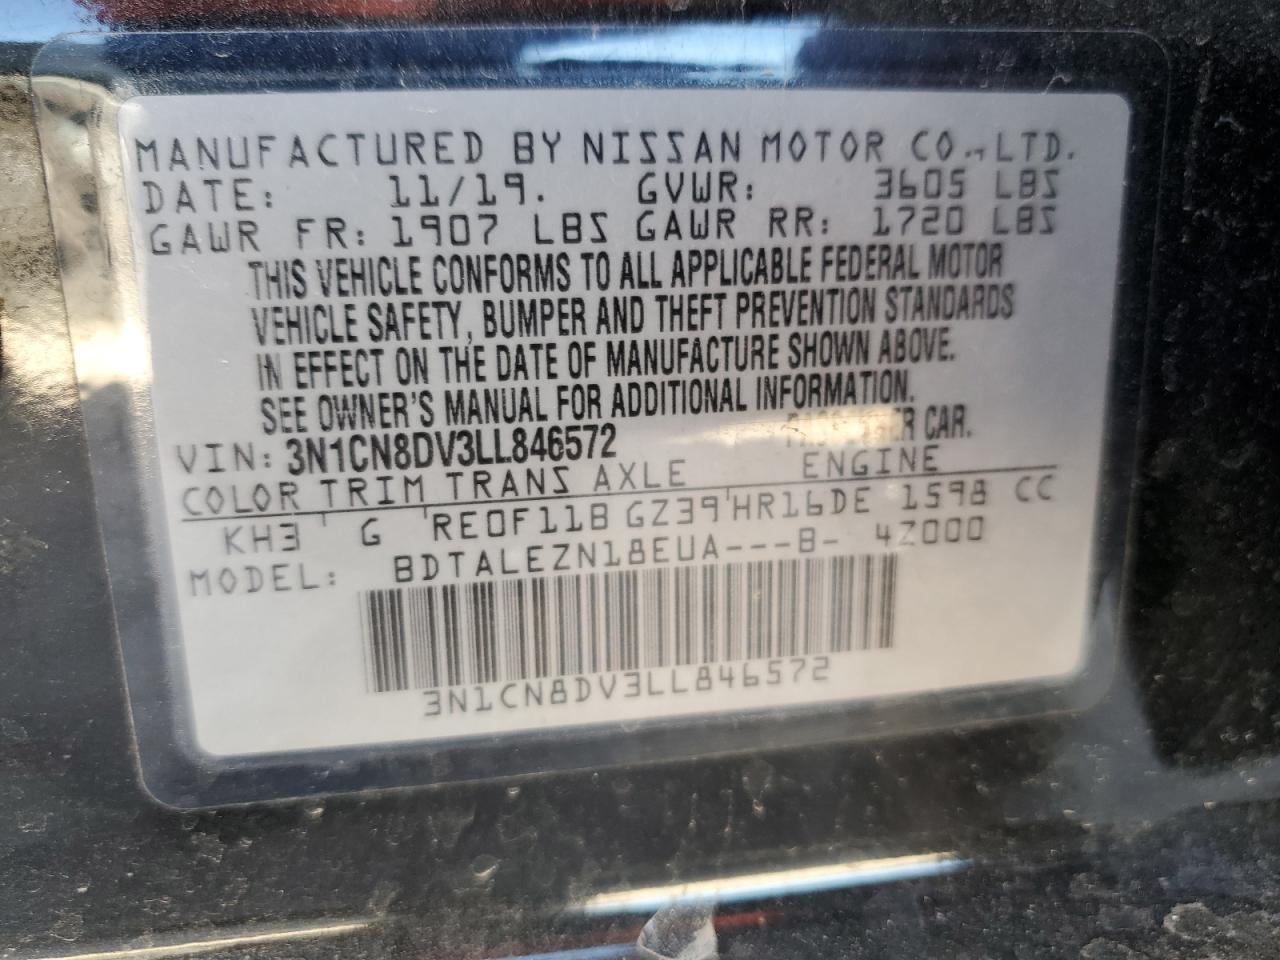 MANUFACTURED BY NISSAN MOTOR CO., LTD.
DATE: 11/19. GVWR: 3605 LBS
GAWR FR: 1907 LBS GAWR RR: 1720 LBS
THIS VEHICLE CONFORMS TO ALL APPLICABLE FEDERAL MOTOR
VEHICLE SAFETY, BUMPER AND THEFT PREVENTION STANDARDS
IN EFFECT ON THE DATE OF MANUFACTURE SHOWN ABOVE.
SEE OWNER'S MANUAL FOR ADDITIONAL INFORMATION.
VIN: 3N1CN8DV3LL846572 PASSENGER CAR.
COLOR TRIM TRANS AXLE ENGINE
KH3 G RE0F11B GZ39 HR16DE 1598 CC
MODEL: BDTALEZN18EUA---B- 4Z000
3N1CN8DV3LL846572